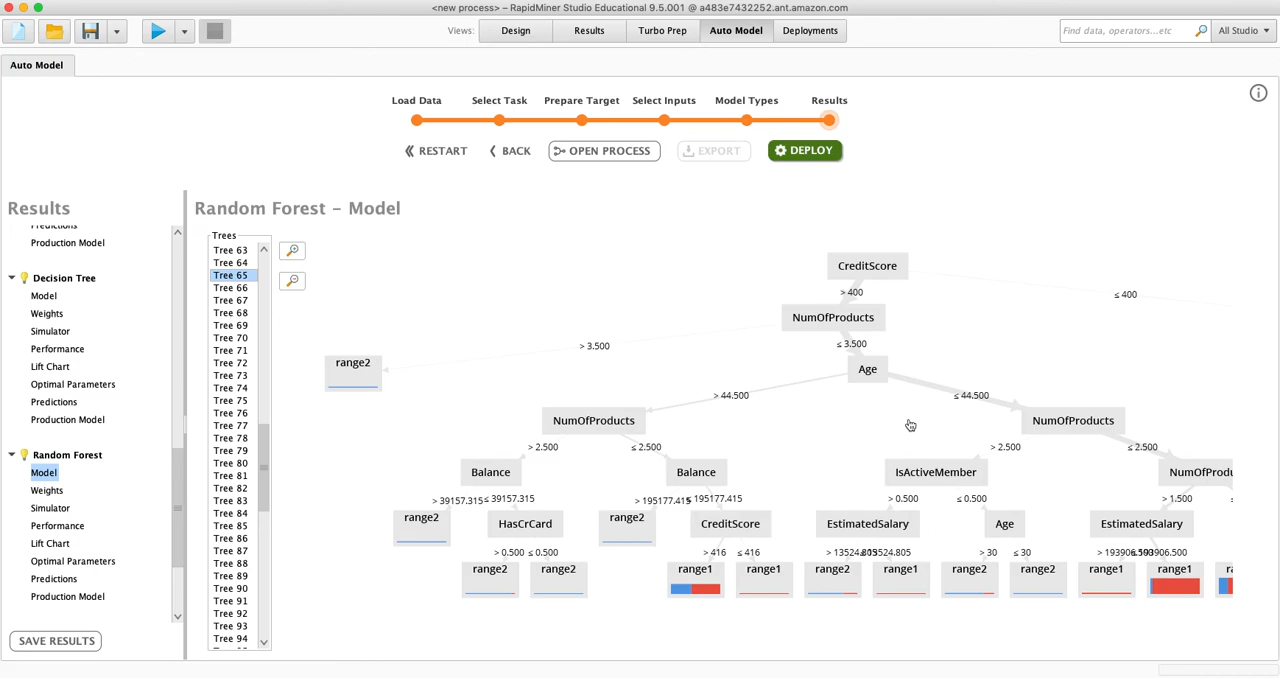 <new process> – RapidMiner Studio Educational 9.5.001 @ a483e7432252.ant.amazon.com
Views: Design Results Turbo Prep Auto Model Deployments
Find data, operators...etc All Studio
Auto Model
Load Data Select Task Prepare Target Select Inputs Model Types Results
RESTART BACK OPEN PROCESS EXPORT DEPLOY
Results
Production Model
Decision Tree
Model
Weights
Simulator
Performance
Lift Chart
Optimal Parameters
Predictions
Production Model
Random Forest
Model
Weights
Simulator
Performance
Lift Chart
Optimal Parameters
Predictions
Production Model
SAVE RESULTS
Random Forest – Model
Trees
Tree 63
Tree 64
Tree 65
Tree 66
Tree 67
Tree 68
Tree 69
Tree 70
Tree 71
Tree 72
Tree 73
Tree 74
Tree 75
Tree 76
Tree 77
Tree 78
Tree 79
Tree 80
Tree 81
Tree 82
Tree 83
Tree 84
Tree 85
Tree 86
Tree 87
Tree 88
Tree 89
Tree 90
Tree 91
Tree 92
Tree 93
Tree 94
CreditScore
> 400 ≤ 400
NumOfProducts
> 3.500 ≤ 3.500
range2 Age
> 44.500 ≤ 44.500
NumOfProducts NumOfProducts
> 2.500 ≤ 2.500 > 2.500 ≤ 2.500
Balance Balance IsActiveMember NumOfProdu
> 39157.315 ≤ 39157.315 > 195177.415 ≤ 195177.415 > 0.500 ≤ 0.500 > 1.500
range2 HasCrCard range2 CreditScore EstimatedSalary Age EstimatedSalary
> 0.500 ≤ 0.500 > 416 ≤ 416 > 13524.805 > 30 ≤ 30 > 193906.500
range2 range2 range1 range1 range2 range1 range2 range2 range1 range1